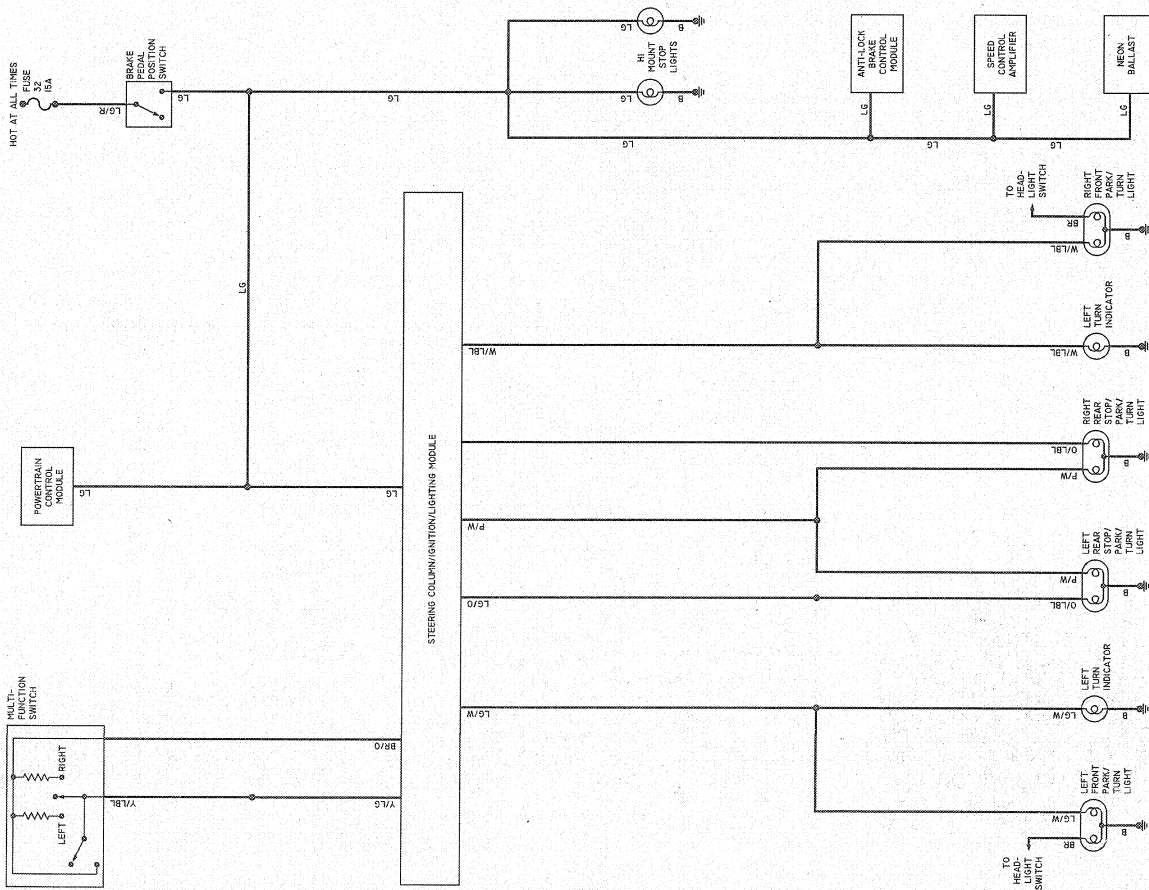 HOT AT ALL TIMES
FUSE
32
15A
LG/R
BRAKE
PEDAL
POSITION
SWITCH
LG
LG
LG
LG
B
HI
MOUNT
STOP
LIGHTS
LG
B
LG
ANTI-LOCK
BRAKE
CONTROL
MODULE
LG
LG
SPEED
CONTROL
AMPLIFIER
LG
LG
NEON
BALLAST
LG
LG
POWERTRAIN
CONTROL
MODULE
LG
LG
STEERING COLUMN/IGNITION/LIGHTING MODULE
MULTI-
FUNCTION
SWITCH
LEFT
RIGHT
Y/LBL
Y/LG
BR/O
W/LBL
W/LBL
TO
HEAD-
LIGHT
SWITCH
BR
RIGHT
FRONT
PARK/
TURN
LIGHT
B
W/LBL
LEFT
TURN
INDICATOR
B
O/LBL
P/W
RIGHT
REAR
STOP/
PARK/
TURN
LIGHT
B
P/W
P/W
LG/O
O/LBL
LEFT
REAR
STOP/
PARK/
TURN
LIGHT
B
LG/W
LG/W
LEFT
TURN
INDICATOR
B
LG/W
BR
TO
HEAD-
LIGHT
SWITCH
LEFT
FRONT
PARK/
TURN
LIGHT
B